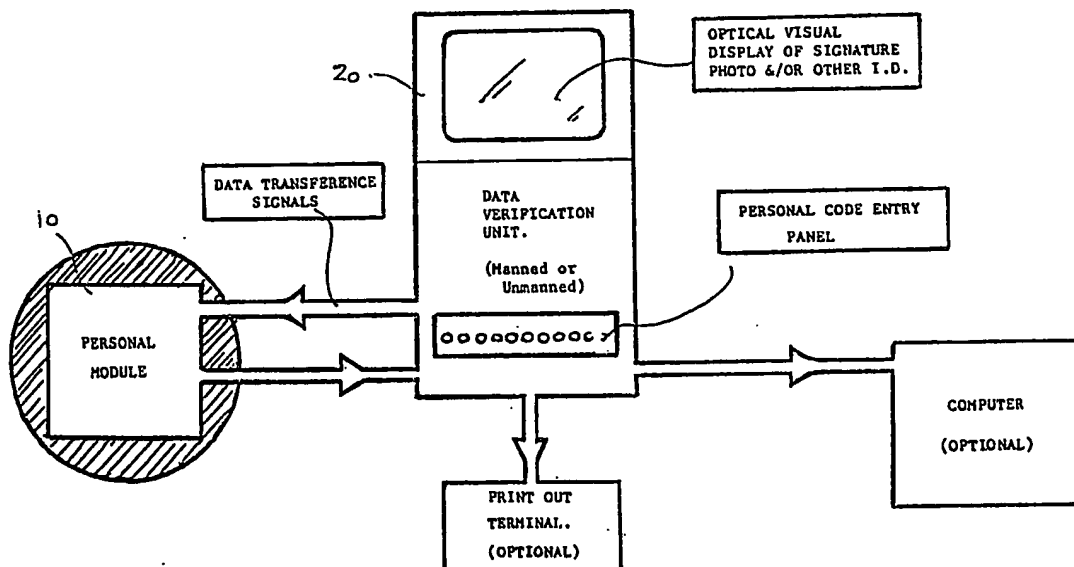 OPTICAL VISUAL
DISPLAY OF SIGNATURE
PHOTO &/OR OTHER I.D.
20
DATA TRANSFERENCE
SIGNALS
DATA
VERIFICATION
UNIT.
(Manned or
Unmanned)
PERSONAL CODE ENTRY
PANEL
10
PERSONAL
MODULE
COMPUTER
(OPTIONAL)
PRINT OUT
TERMINAL.
(OPTIONAL)